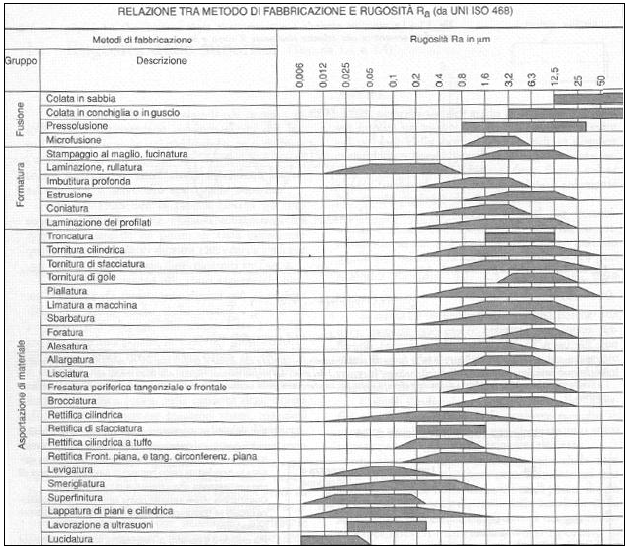 RELAZIONE TRA METODO DI FABBRICAZIONE E RUGOSITÀ Ra (da UNI ISO 468)
Metodi di fabbricazione
Rugosità Ra in µm
Gruppo
Descrizione
0,006 0,012 0,025 0,05 0,1 0,2 0,4 0,8 1,6 3,2 6,3 12,5 25 50
Fusione
Colata in sabbia
Colata in conchiglia o in guscio
Pressolusione
Microfusione
Formatura
Stampaggio al maglio, fucinatura
Laminazione, rullatura
Imbutitura profonda
Estrusione
Coniatura
Laminazione dei profilati
Asportazione di materiale
Troncatura
Tornitura cilindrica
Tornitura di sfacciatura
Tornitura di gole
Piallatura
Limatura a macchina
Sbarbatura
Foratura
Alesatura
Allargatura
Lisciatura
Fresatura periferica tangenziale o frontale
Brocciatura
Rettifica cilindrica
Rettifica di sfacciatura
Rettifica cilindrica a tuffo
Rettifica Front. piana, e tang. circonferenz. piana
Levigatura
Smerigliatura
Superfinitura
Lappatura di piani e cilindrica
Lavorazione a ultrasuoni
Lucidatura